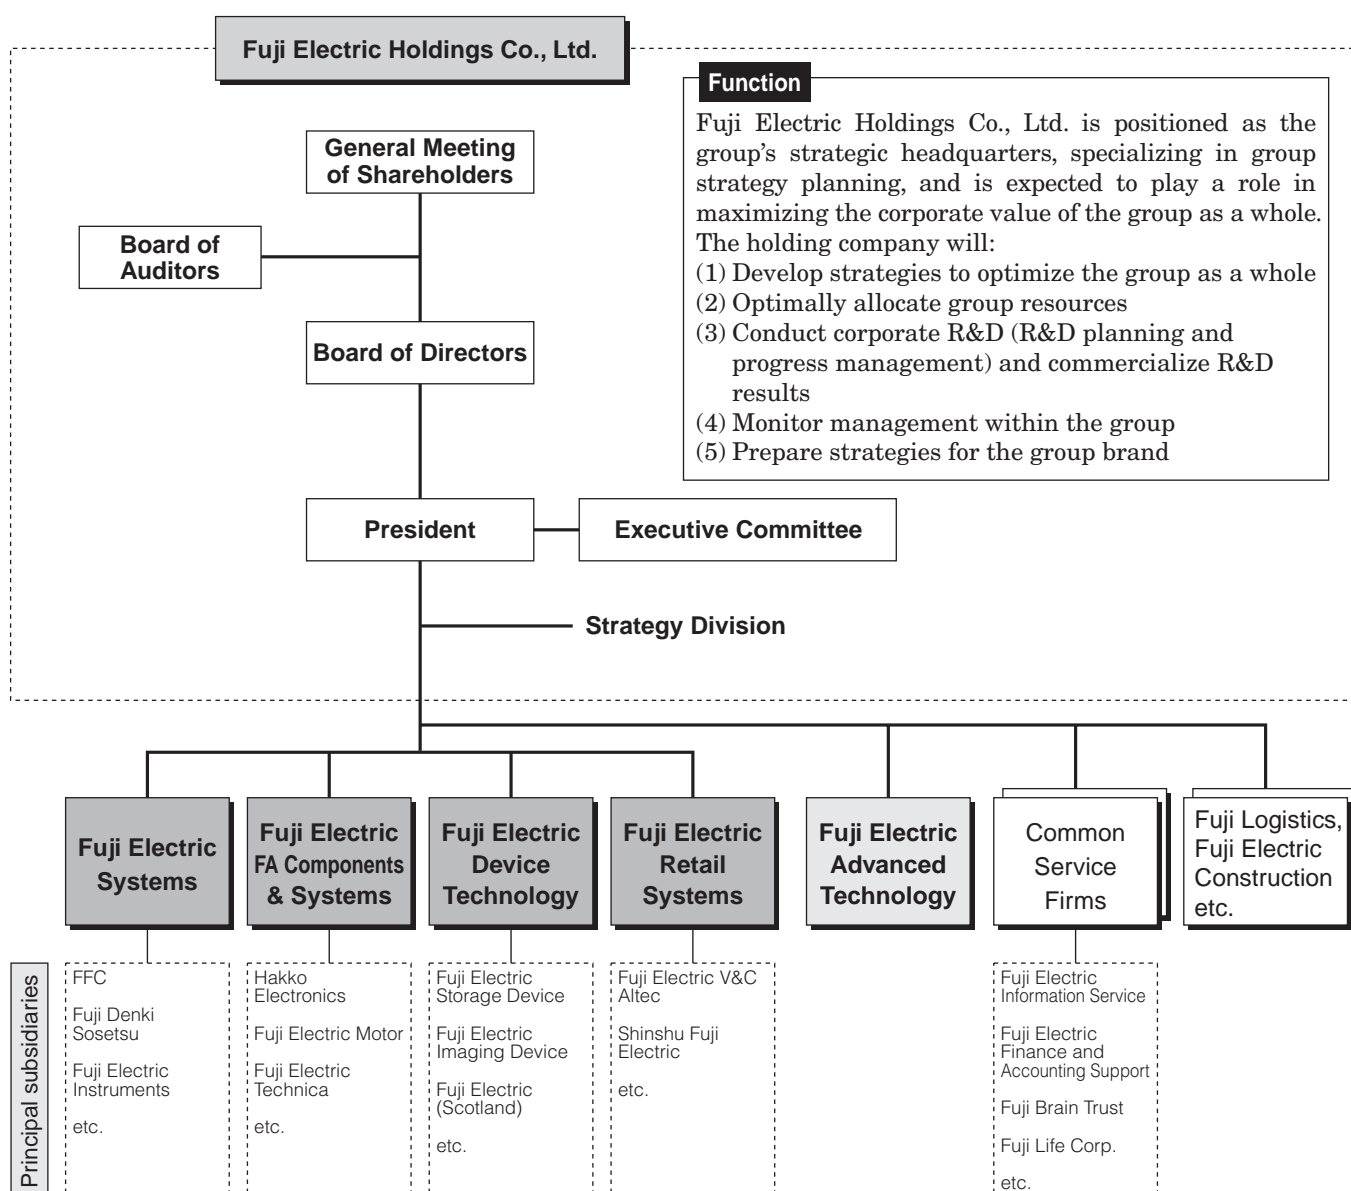 Fuji Electric Holdings Co., Ltd.
Function
Fuji Electric Holdings Co., Ltd. is positioned as the
group's strategic headquarters, specializing in group
strategy planning, and is expected to play a role in
maximizing the corporate value of the group as a whole.
The holding company will:
(1) Develop strategies to optimize the group as a whole
(2) Optimally allocate group resources
(3) Conduct corporate R&D (R&D planning and
progress management) and commercialize R&D
results
(4) Monitor management within the group
(5) Prepare strategies for the group brand
General Meeting
of Shareholders
Board of
Auditors
Board of Directors
President
Executive Committee
Strategy Division
Fuji Electric
Systems
Fuji Electric
FA Components
& Systems
Fuji Electric
Device
Technology
Fuji Electric
Retail
Systems
Fuji Electric
Advanced
Technology
Common
Service
Firms
Fuji Logistics,
Fuji Electric
Construction
etc.
Principal subsidiaries
FFC
Fuji Denki
Sosetsu
Fuji Electric
Instruments
etc.
Hakko
Electronics
Fuji Electric Motor
Fuji Electric
Technica
etc.
Fuji Electric
Storage Device
Fuji Electric
Imaging Device
Fuji Electric
(Scotland)
etc.
Fuji Electric V&C
Altec
Shinshu Fuji
Electric
etc.
Fuji Electric
Information Service
Fuji Electric
Finance and
Accounting Support
Fuji Brain Trust
Fuji Life Corp.
etc.